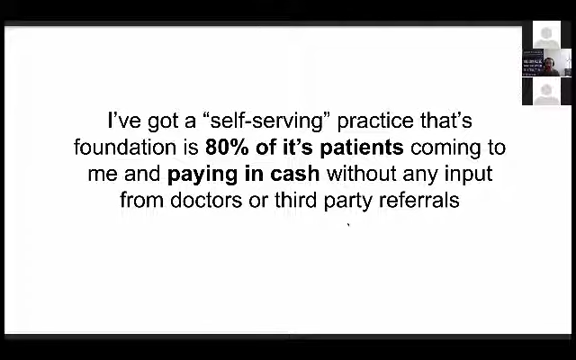 I've got a “self-serving” practice that's
foundation is 80% of it's patients coming to
me and paying in cash without any input
from doctors or third party referrals